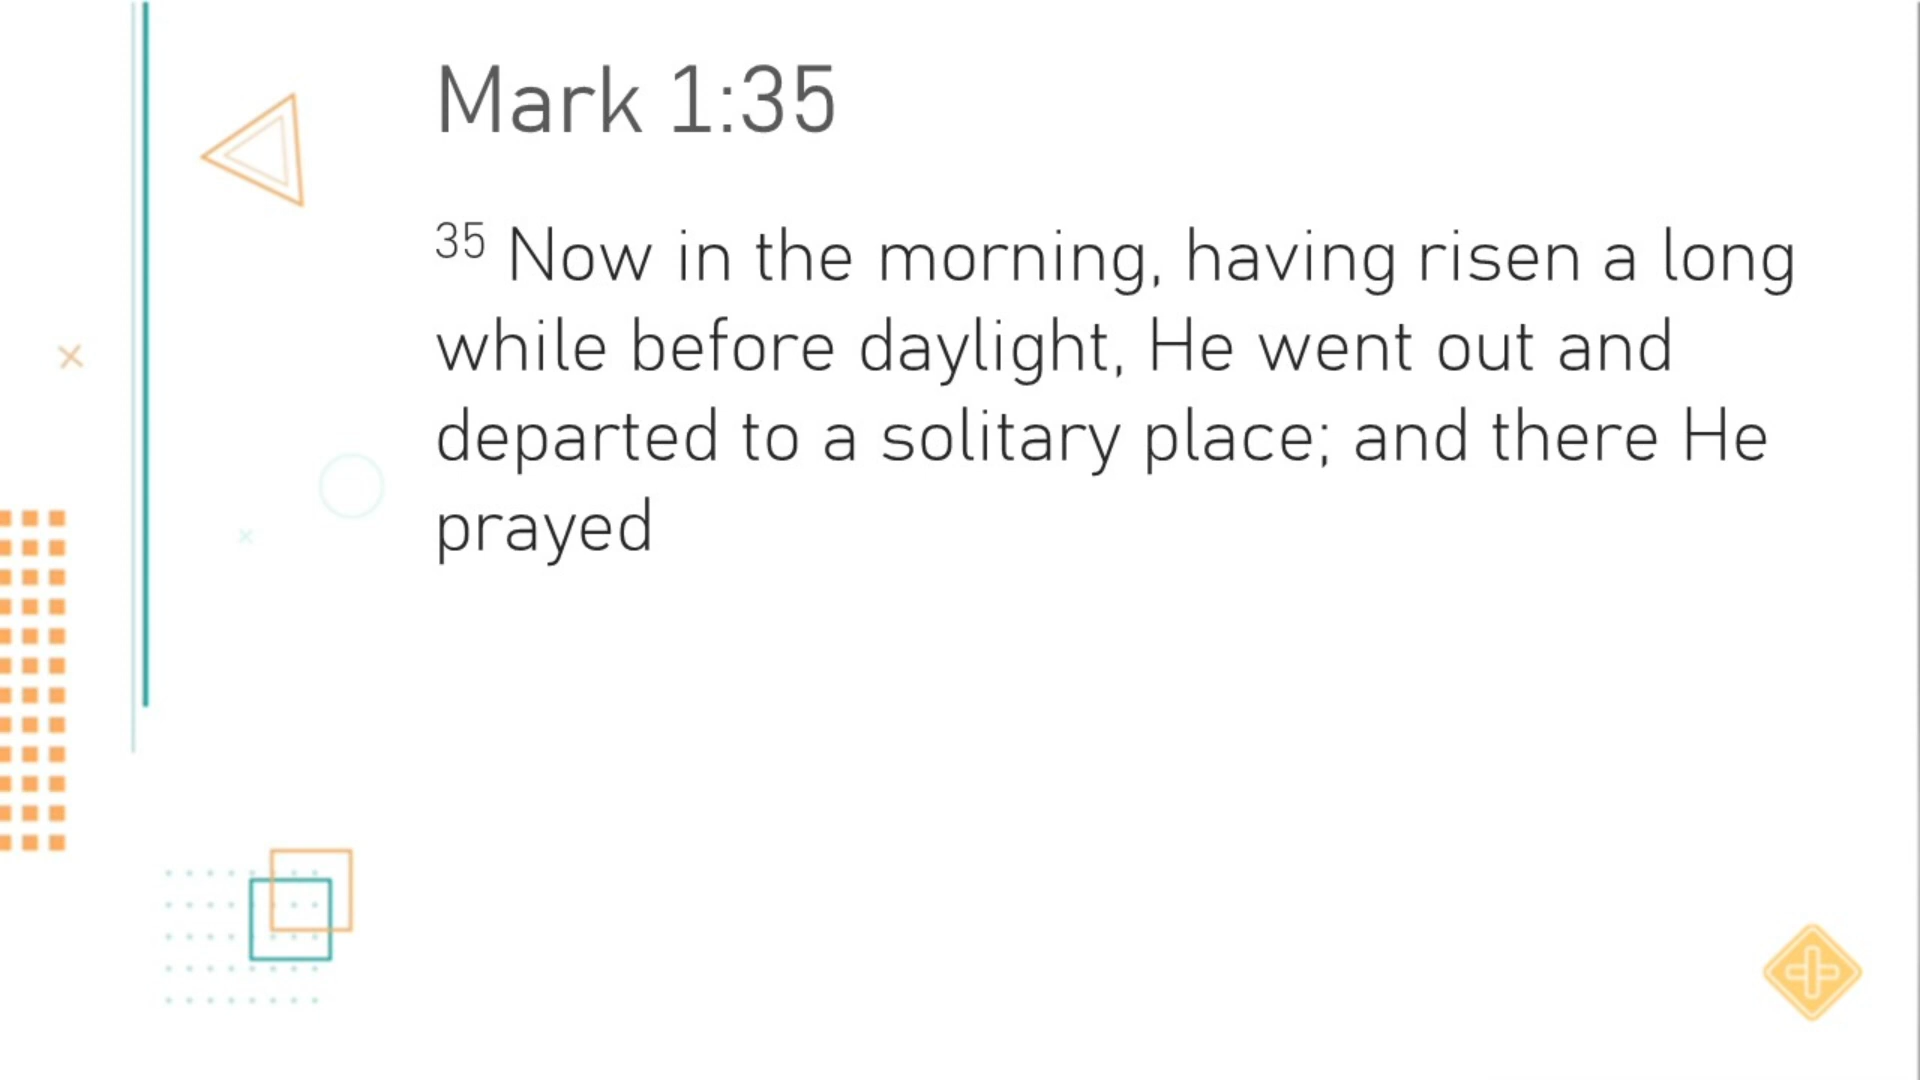 Mark 1:35
35 Now in the morning, having risen a long
while before daylight, He went out and
departed to a solitary place; and there He
prayed